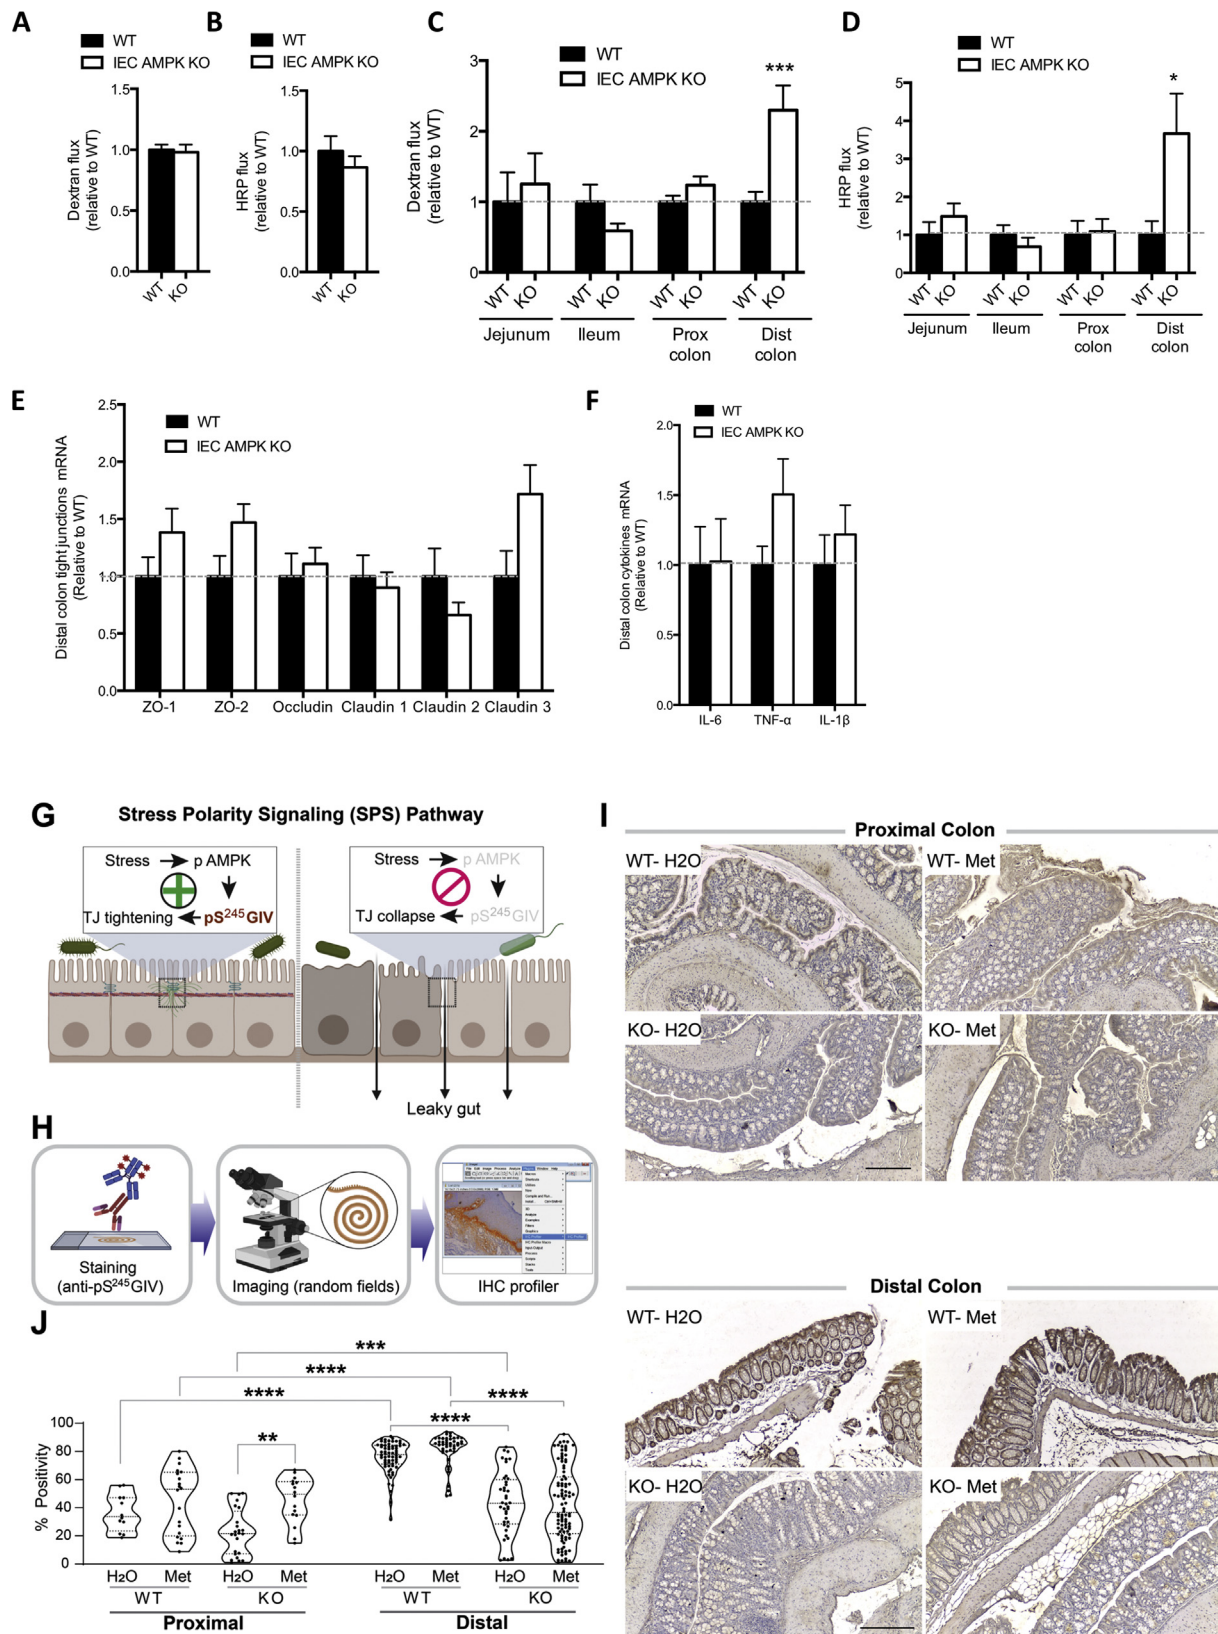 A
WT
IEC AMPK KO
Dextran flux
(relative to WT)
1.5
1.0
0.5
0.0
WT
KO
B
WT
IEC AMPK KO
HRP flux
(relative to WT)
1.5
1.0
0.5
0.0
WT
KO
C
WT
IEC AMPK KO
Dextran flux
(relative to WT)
3
2
1
0
***
WT KO WT KO WT KO WT KO
Jejunum Ileum Prox colon Dist colon
D
WT
IEC AMPK KO
HRP flux
(relative to WT)
5
4
3
2
1
0
*
WT KO WT KO WT KO WT KO
Jejunum Ileum Prox colon Dist colon
E
WT
IEC AMPK KO
Distal colon tight junctions mRNA
(Relative to WT)
2.5
2.0
1.5
1.0
0.5
0.0
ZO-1 ZO-2 Occludin Claudin 1 Claudin 2 Claudin 3
F
WT
IEC AMPK KO
Distal colon cytokines mRNA
(Relative to WT)
2.0
1.5
1.0
0.5
0.0
IL-6 TNF-α IL-1β
G
Stress Polarity Signaling (SPS) Pathway
Stress p AMPK
TJ tightening pS²⁴⁵GIV
Stress p AMPK
TJ collapse pS²⁴⁵GIV
Leaky gut
H
Staining
(anti-pS²⁴⁵GIV)
Imaging (random fields)
IHC profiler
I
Proximal Colon
WT- H2O
WT- Met
KO- H2O
KO- Met
Distal Colon
WT- H2O
WT- Met
KO- H2O
KO- Met
J
***
****
****
****
****
**
% Positivity
100
80
60
40
20
0
H₂O Met H₂O Met H₂O Met H₂O Met
WT KO WT KO
Proximal Distal